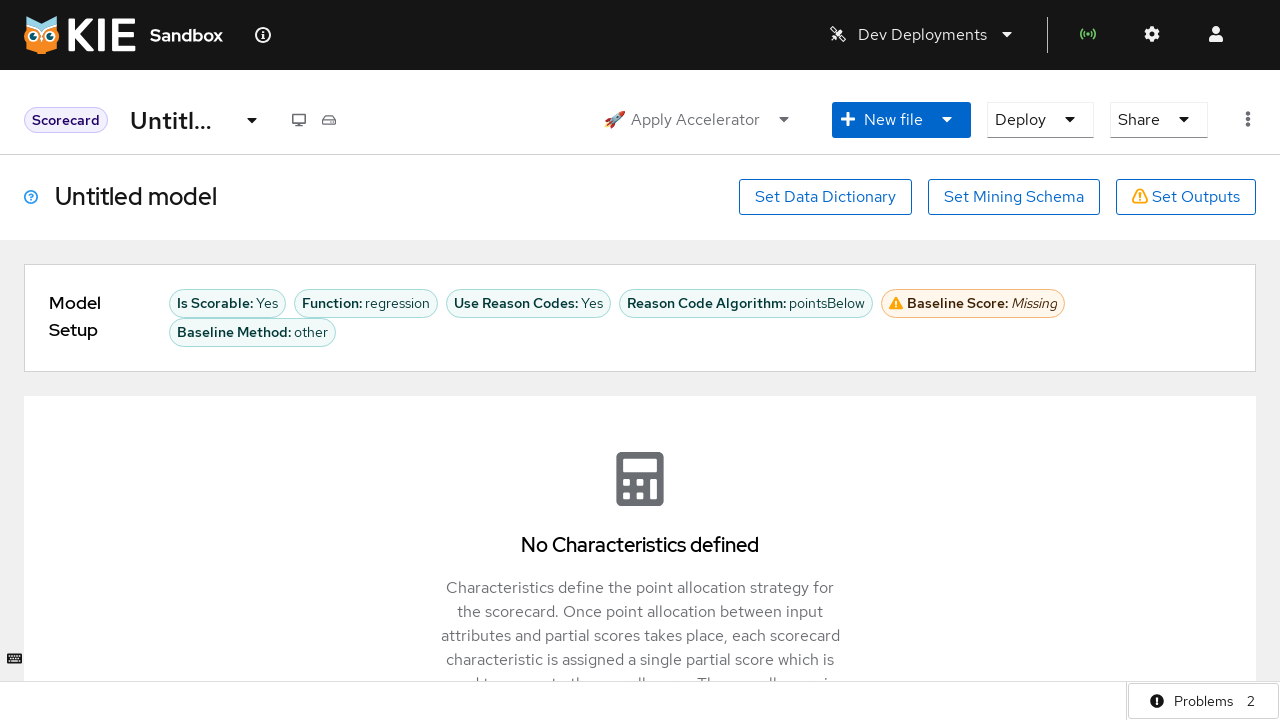 KIE Sandbox
Dev Deployments
Scorecard
Untitl...
Apply Accelerator
New file
Deploy
Share
Untitled model
Set Data Dictionary
Set Mining Schema
Set Outputs
Model
Setup
Is Scorable: Yes
Function: regression
Use Reason Codes: Yes
Reason Code Algorithm: pointsBelow
Baseline Score: Missing
Baseline Method: other
No Characteristics defined
Characteristics define the point allocation strategy for
the scorecard. Once point allocation between input
attributes and partial scores takes place, each scorecard
characteristic is assigned a single partial score which is
Problems 2